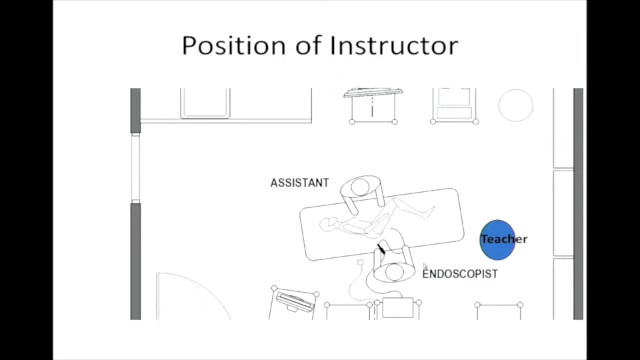 Position of Instructor
ASSISTANT
Teacher
ENDOSCOPIST